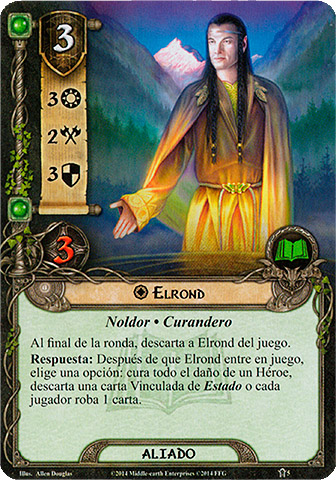 3
3
2
3
3
Elrond
Noldor • Curandero
Al final de la ronda, descarta a Elrond del juego.
Respuesta: Después de que Elrond entre en juego,
elige una opción: cura todo el daño de un Héroe,
descarta una carta Vinculada de Estado o cada
jugador roba 1 carta.
ALIADO
Illus. Allen Douglas
©2014 Middle-earth Enterprises ©2014 FFG
5